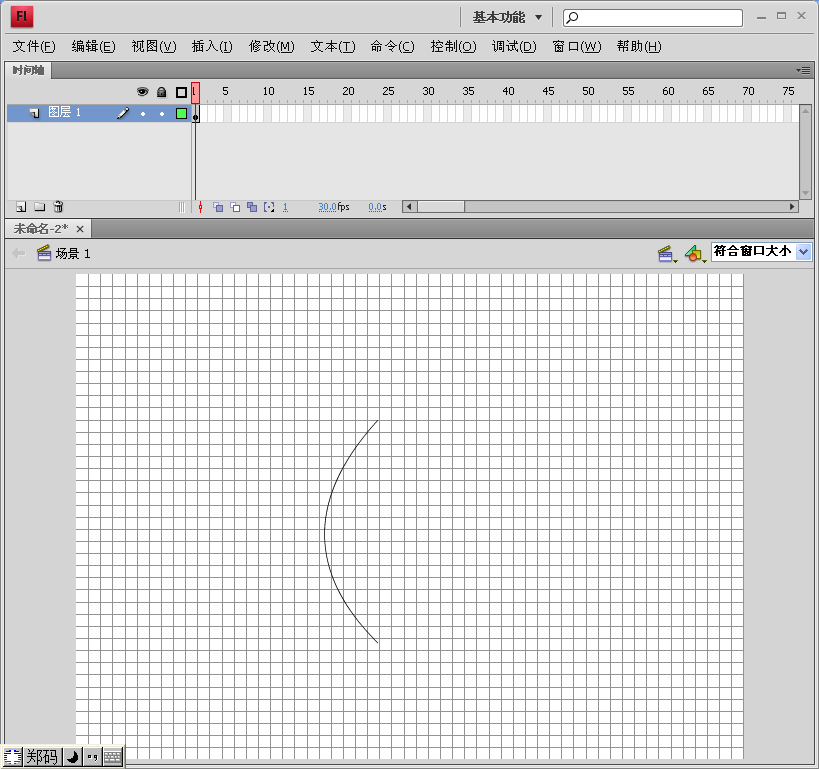 Fl 基本功能
文件(F) 编辑(E) 视图(V) 插入(I) 修改(M) 文本(T) 命令(C) 控制(O) 调试(D) 窗口(W) 帮助(H)
时间轴
1 5 10 15 20 25 30 35 40 45 50 55 60 65 70 75
图层 1
1 30.0fps 0.0s
未命名-2*
场景 1 符合窗口大小
郑码